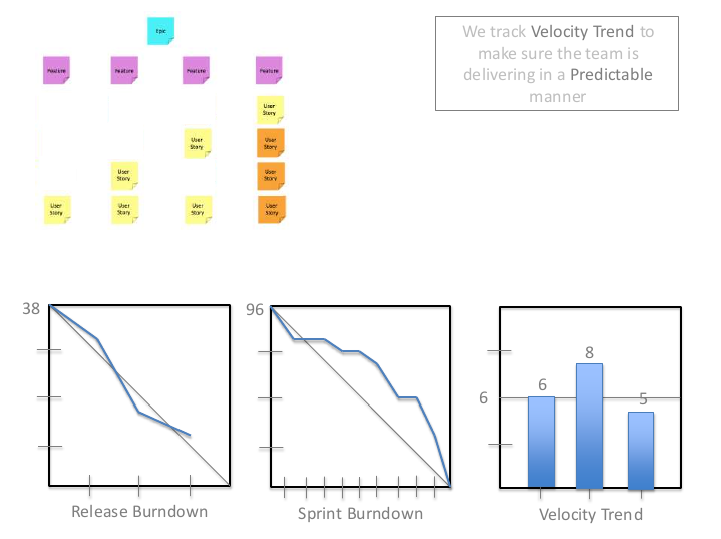 Epic
We track Velocity Trend to
make sure the team is
delivering in a Predictable
manner
Feature
Feature
Feature
Feature
User
Story
User
Story
User
Story
User
Story
User
Story
User
Story
User
Story
User
Story
User
Story
User
Story
38
96
8
6
6
5
Release Burndown
Sprint Burndown
Velocity Trend